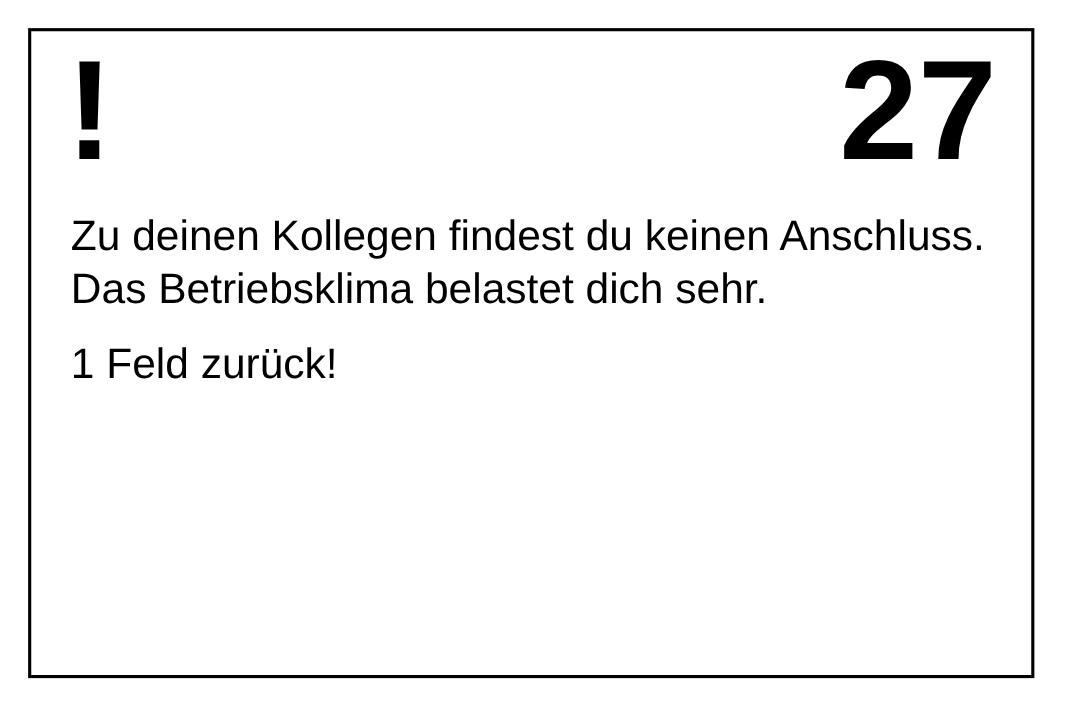 ! 27
Zu deinen Kollegen findest du keinen Anschluss.
Das Betriebsklima belastet dich sehr.
1 Feld zurück!